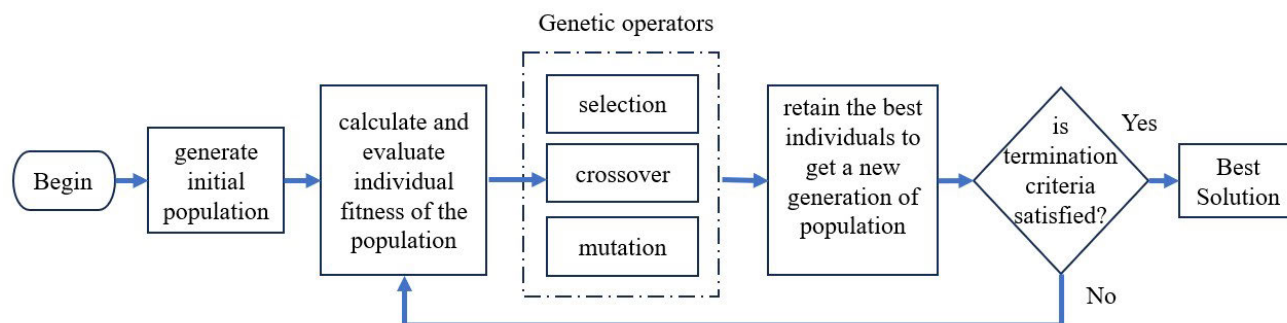 Genetic operators
Begin
generate
initial
population
calculate and
evaluate
individual
fitness of the
population
selection
crossover
mutation
retain the best
individuals to
get a new
generation of
population
is
termination
criteria
satisfied?
Yes
No
Best
Solution